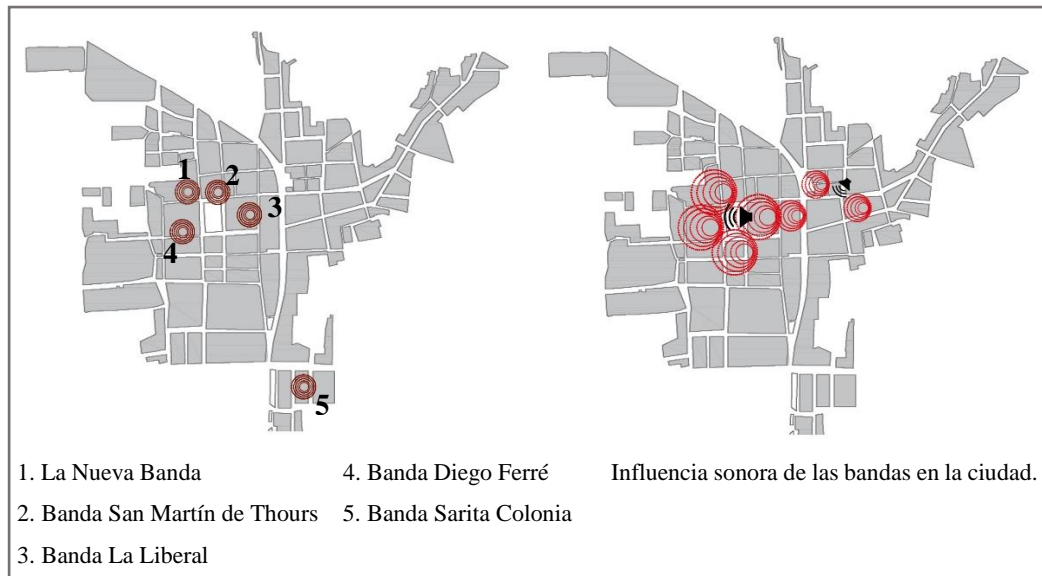 1
2
3
4
5
1. La Nueva Banda
2. Banda San Martín de Thours
3. Banda La Liberal
4. Banda Diego Ferré
5. Banda Sarita Colonia
Influencia sonora de las bandas en la ciudad.